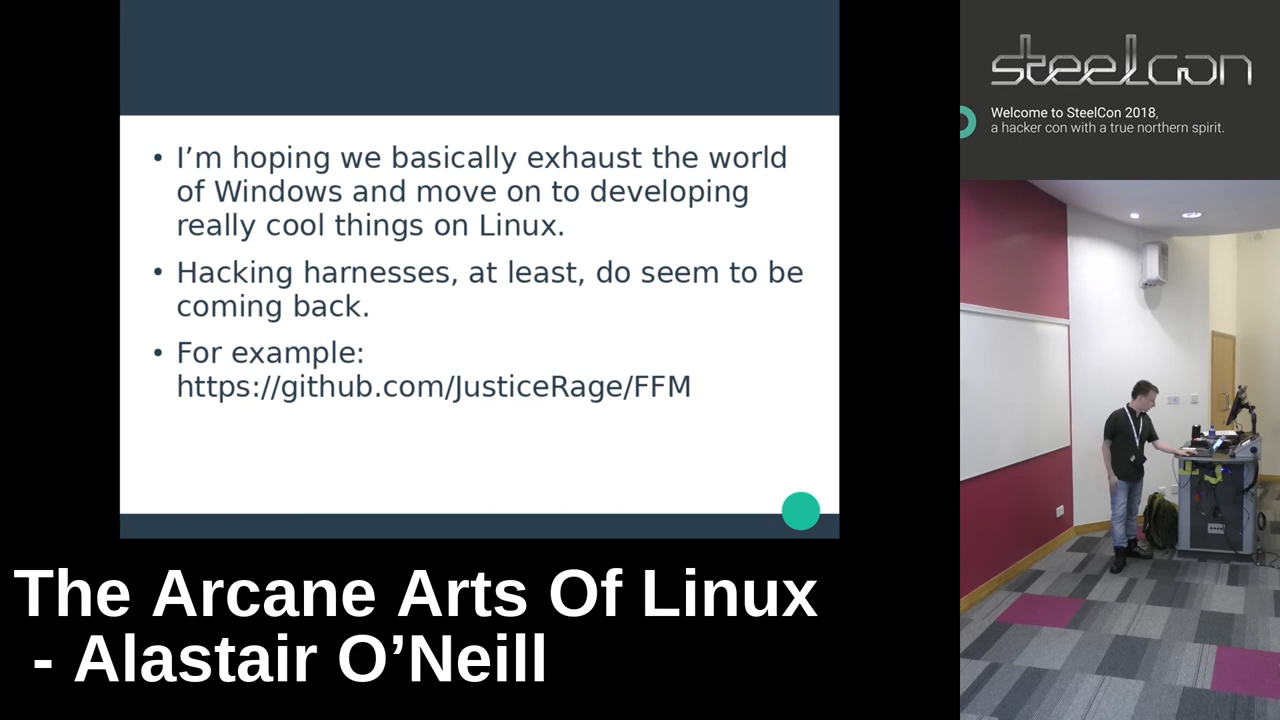 • I’m hoping we basically exhaust the world
of Windows and move on to developing
really cool things on Linux.
• Hacking harnesses, at least, do seem to be
coming back.
• For example:
https://github.com/JusticeRage/FFM
The Arcane Arts Of Linux
- Alastair O’Neill
steelcon
Welcome to SteelCon 2018,
a hacker con with a true northern spirit.